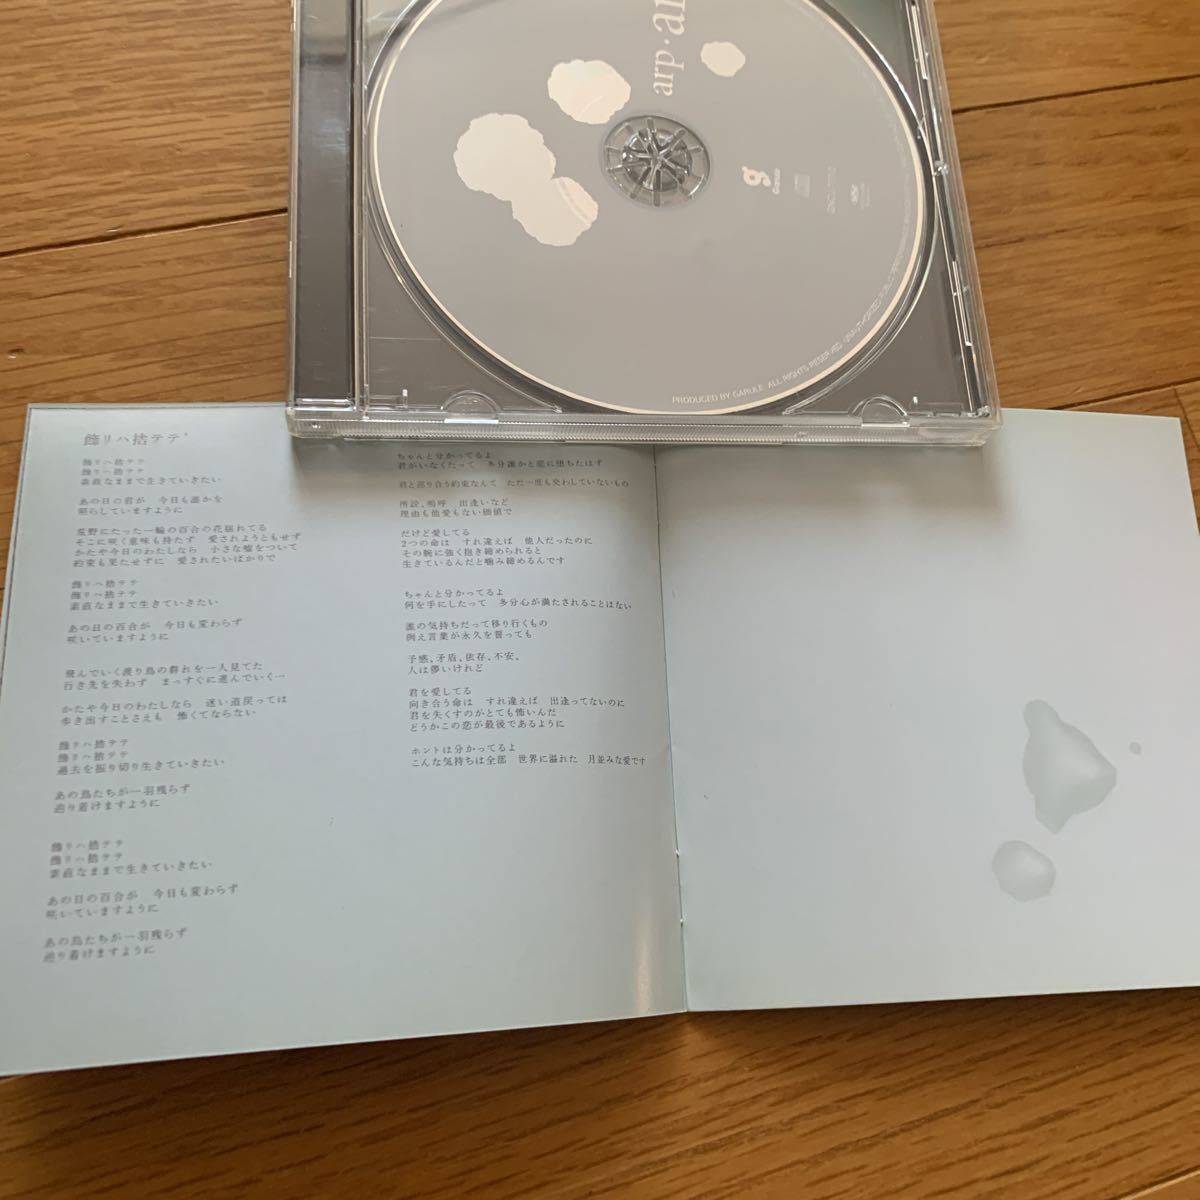 arp・
g
Granule
PRODUCED BY GARULE. ALL RIGHTS RESERVED.
飾リハ捨テテ゜
飾リハ捨テテ
飾リハ捨テテ
素直なままで生きていきたい
あの日の君が　今日も誰かを
照らしていますように
荒野にたった一輪の百合の花揺れてる
そこに咲く意味も持たず　愛されようともせず
かたや今日のわたしなら　小さな嘘をついて
約束も果たせずに　愛されたいばかりで
飾リハ捨テテ
飾リハ捨テテ
素直なままで生きていきたい
あの日の百合が　今日も変わらず
咲いていますように
飛んでいく渡り鳥の群れを一人見てた
行き先を失わず　まっすぐに進んでいく…
かたや今日のわたしなら　迷い道戻っては
歩き出すことさえも　怖くてならない
飾リハ捨テテ
飾リハ捨テテ
過去を振り切り生きていきたい
あの鳥たちが一羽残らず
辿り着けますように
飾リハ捨テテ
飾リハ捨テテ
素直なままで生きていきたい
あの日の百合が　今日も変わらず
咲いていますように
あの鳥たちが一羽残らず
辿り着けますように
ちゃんと分かってるよ
君がいなくたって　多分誰かと恋に堕ちたはず
君と巡り合う約束なんて　ただ一度も交わしていないもの
所詮、嗚呼　出逢いなど
理由も他愛もない価値で
だけど愛してる
2つの命は　すれ違えば　他人だったのに
その腕に強く抱き締められると
生きているんだと噛み締めるんです
ちゃんと分かってるよ
何を手にしたって　多分心が満たされることはない
誰の気持ちだって移り行くもの
例え言葉が永久を誓っても
予感、矛盾、依存、不安、
人は儚いけれど
君を愛してる
向き合う命は　すれ違えば　出逢ってないのに
君を失くすのがとても怖いんだ
どうかこの恋が最後であるように
ホントは分かってるよ
こんな気持ちは全部　世界に溢れた　月並みな愛です